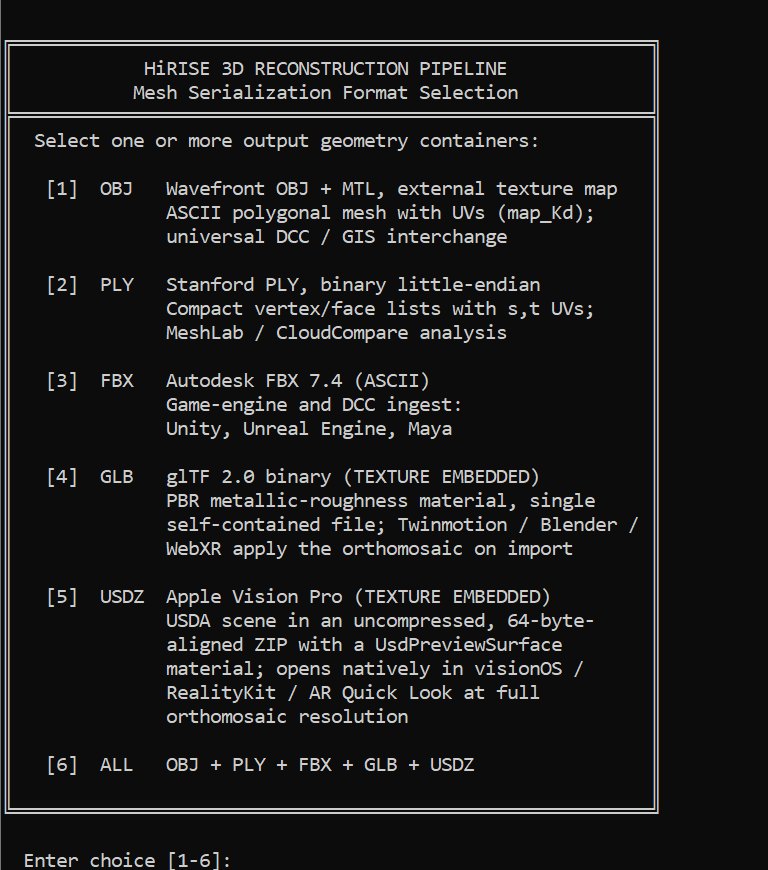 HiRISE 3D RECONSTRUCTION PIPELINE
Mesh Serialization Format Selection
Select one or more output geometry containers:
[1] OBJ Wavefront OBJ + MTL, external texture map
ASCII polygonal mesh with UVs (map_Kd);
universal DCC / GIS interchange
[2] PLY Stanford PLY, binary little-endian
Compact vertex/face lists with s,t UVs;
MeshLab / CloudCompare analysis
[3] FBX Autodesk FBX 7.4 (ASCII)
Game-engine and DCC ingest:
Unity, Unreal Engine, Maya
[4] GLB glTF 2.0 binary (TEXTURE EMBEDDED)
PBR metallic-roughness material, single
self-contained file; Twinmotion / Blender /
WebXR apply the orthomosaic on import
[5] USDZ Apple Vision Pro (TEXTURE EMBEDDED)
USDA scene in an uncompressed, 64-byte-
aligned ZIP with a UsdPreviewSurface
material; opens natively in visionOS /
RealityKit / AR Quick Look at full
orthomosaic resolution
[6] ALL OBJ + PLY + FBX + GLB + USDZ
Enter choice [1-6]: